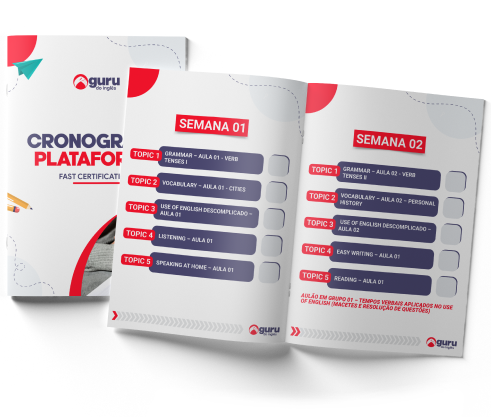 guru
do inglês
CRONOGRA
PLATAFOR
FAST CERTIFICATI
SEMANA 01
TOPIC 1
GRAMMAR – AULA 01 - VERB
TENSES I
TOPIC 2
VOCABULARY – AULA 01 - CITIES
TOPIC 3
USE OF ENGLISH DESCOMPLICADO –
AULA 01
TOPIC 4
LISTENING – AULA 01
TOPIC 5
SPEAKING AT HOME – AULA 01
guru
do inglês
SEMANA 02
TOPIC 1
GRAMMAR – AULA 02 - VERB
TENSES II
TOPIC 2
VOCABULARY – AULA 02 – PERSONAL
HISTORY
TOPIC 3
USE OF ENGLISH DESCOMPLICADO –
AULA 02
TOPIC 4
EASY WRITING – AULA 01
TOPIC 5
READING – AULA 01
AULÃO EM GRUPO 01 – TEMPOS VERBAIS APLICADOS NO USE
OF ENGLISH (MACETES E RESOLUÇÃO DE QUESTÕES)
guru
do inglês